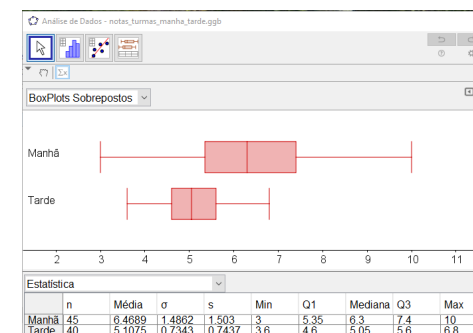 Análise de Dados - notas_turmas_manha_tarde.ggb
Σx
BoxPlots Sobrepostos
Manhã
Tarde
2 3 4 5 6 7 8 9 10 11
Estatística
n Média σ s Min Q1 Mediana Q3 Max
Manhã 45 6.4689 1.4862 1.503 3 5.35 6.3 7.4 10
Tarde 40 5.1075 0.7343 0.7437 3.6 4.6 5.05 5.6 6.8